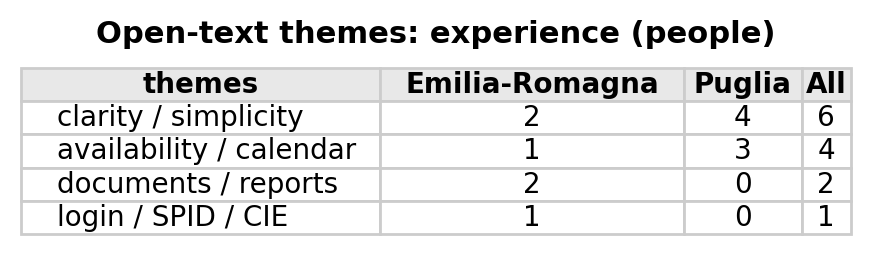 Open-text themes: experience (people)
themes Emilia-Romagna Puglia All
clarity / simplicity 2 4 6
availability / calendar 1 3 4
documents / reports 2 0 2
login / SPID / CIE 1 0 1